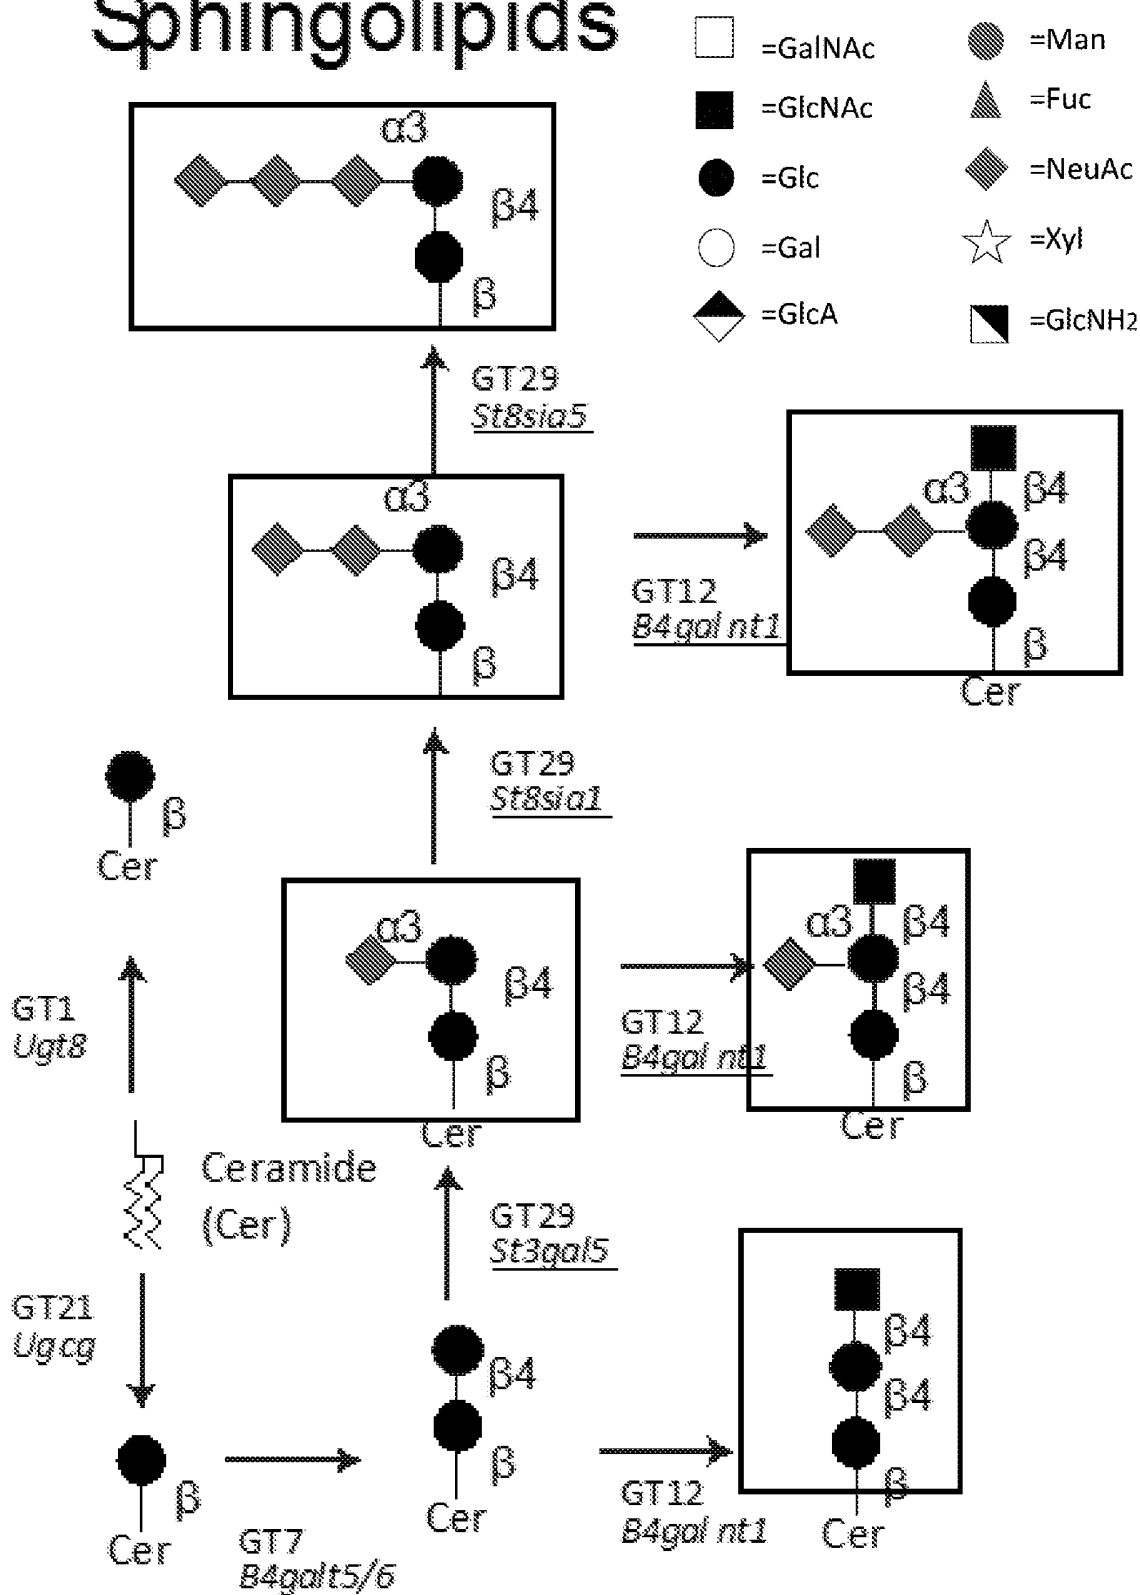 Sphingolipids
=GalNAc
=Man
=GlcNAc
=Fuc
=Glc
=NeuAc
=Gal
=Xyl
=GlcA
=GlcNH2
α3
β4
β
GT29
St8sia5
α3
β4
β
GT12
B4galnt1
α3
β4
β4
β
Cer
GT29
St8sia1
β
Cer
GT1
Ugt8
α3
β4
β
Cer
GT12
B4galnt1
α3
β4
β4
β
Cer
Ceramide
(Cer)
GT29
St3gal5
GT21
Ugcg
β
Cer
GT7
B4galt5/6
β4
β
Cer
GT12
B4galnt1
β4
β4
β
Cer